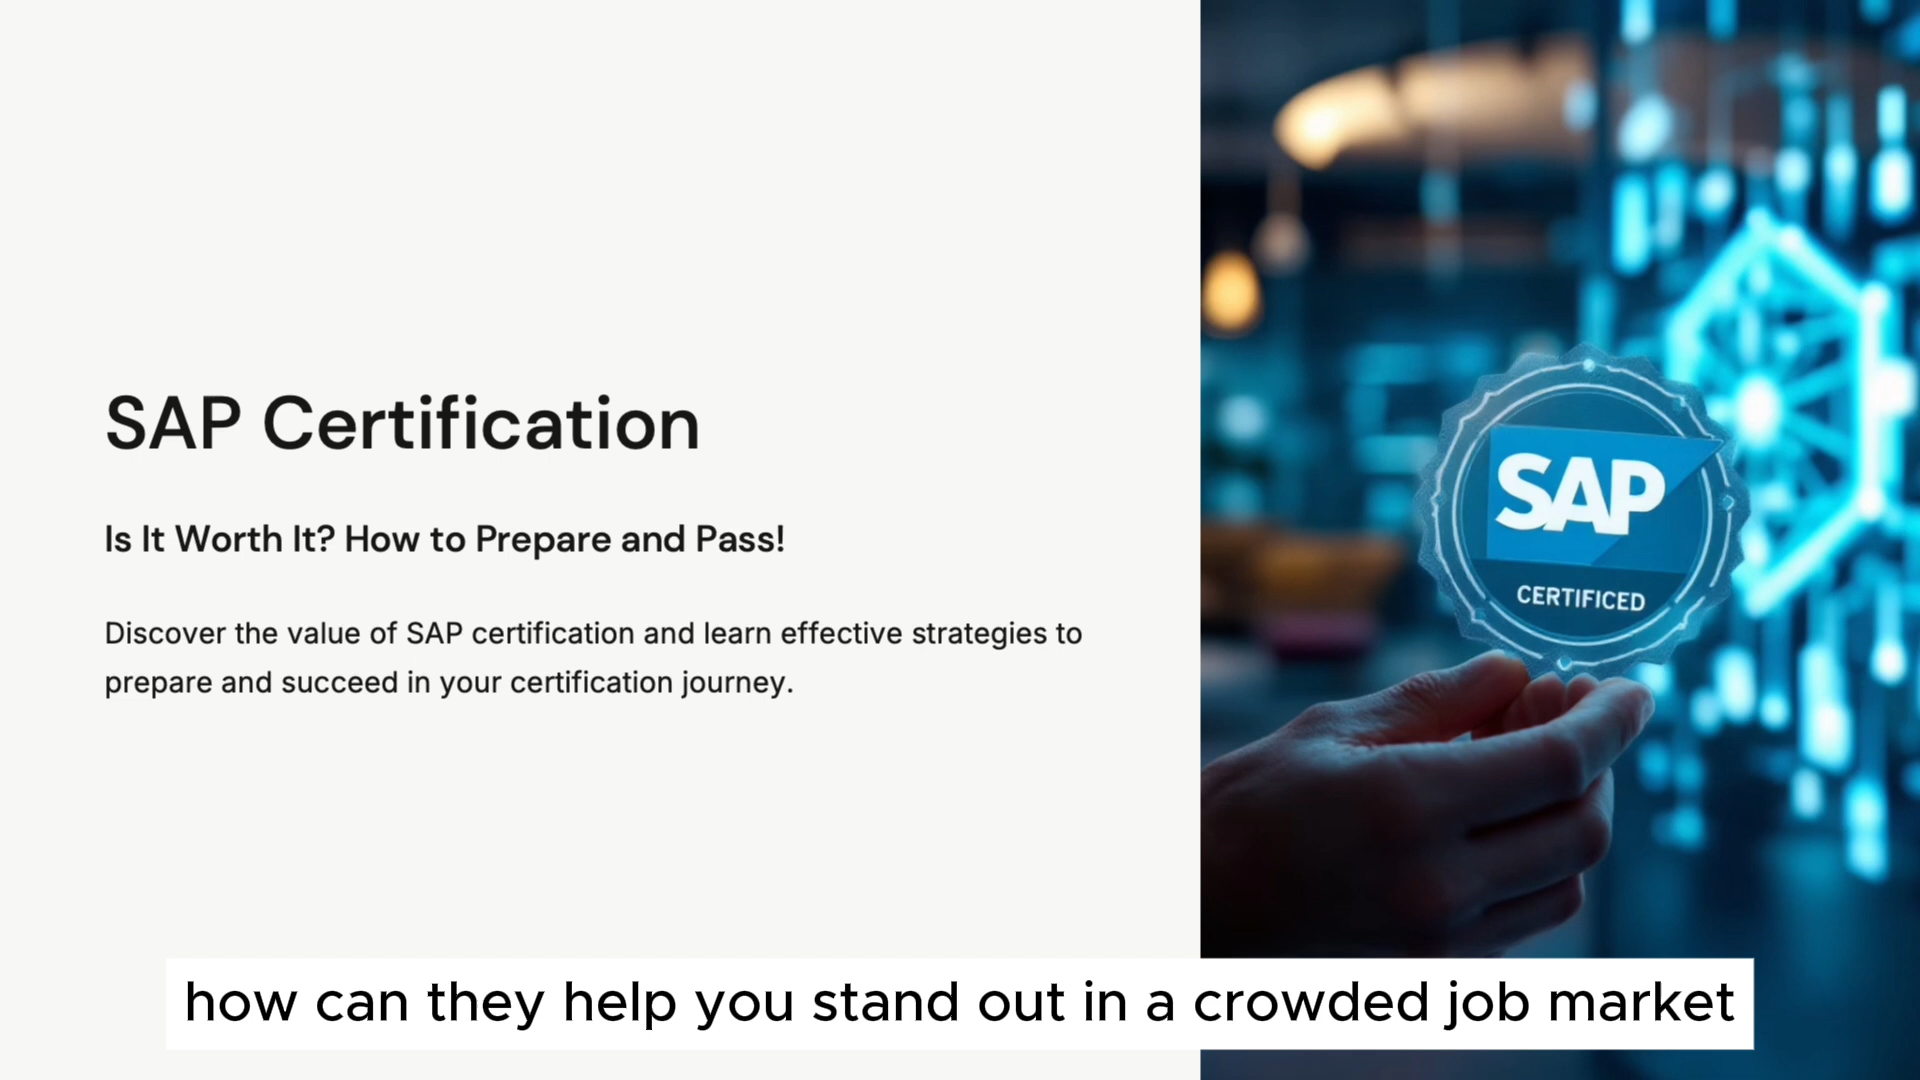 SAP Certification
Is It Worth It? How to Prepare and Pass!
Discover the value of SAP certification and learn effective strategies to
prepare and succeed in your certification journey.
SAP
CERTIFICED
how can they help you stand out in a crowded job market